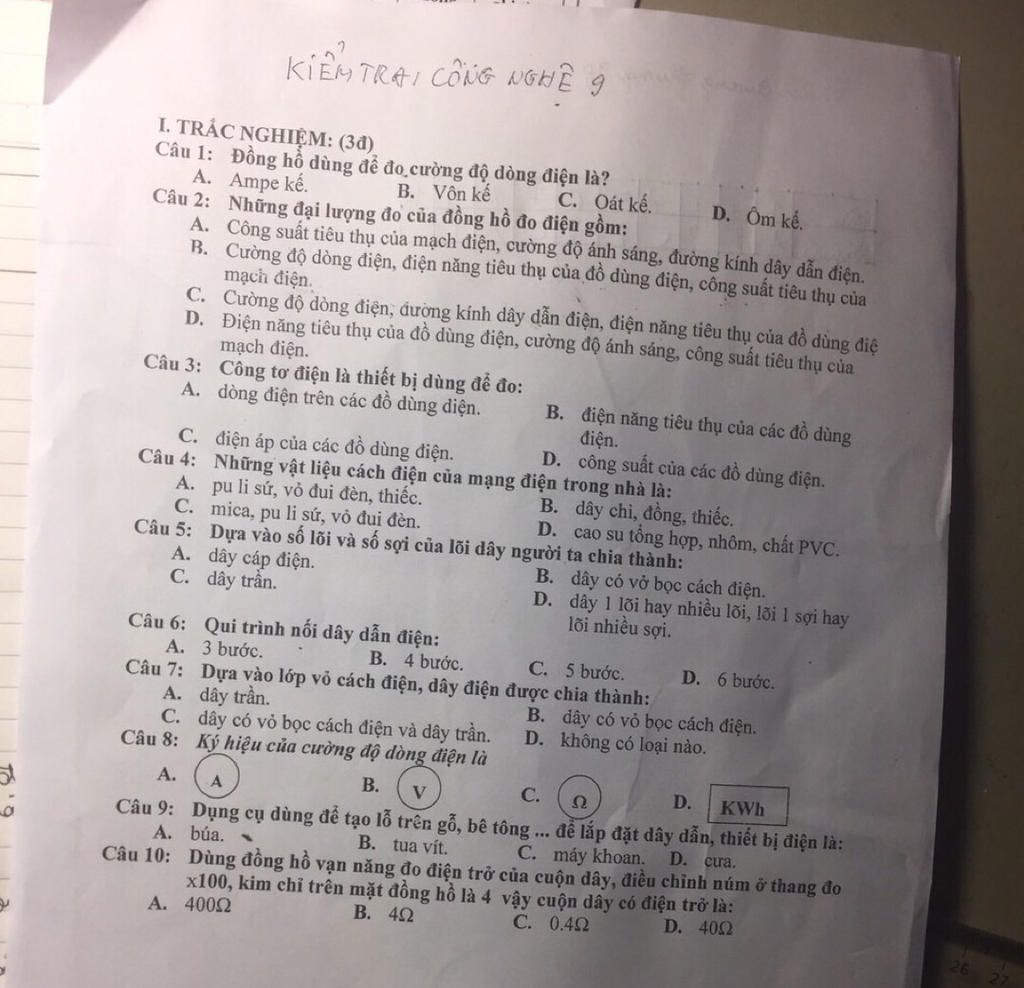 KIỂM TRA 1 CÔNG NGHỆ 9
I. TRẮC NGHIỆM: (3đ)
Câu 1: Đồng hồ dùng để đo cường độ dòng điện là?
A. Ampe kế. B. Vôn kế C. Oát kế. D. Ôm kế.
Câu 2: Những đại lượng đo của đồng hồ đo điện gồm:
A. Công suất tiêu thụ của mạch điện, cường độ ánh sáng, đường kính dây dẫn điện.
B. Cường độ dòng điện, điện năng tiêu thụ của đồ dùng điện, công suất tiêu thụ của
mạch điện.
C. Cường độ dòng điện, đường kính dây dẫn điện, điện năng tiêu thụ của đồ dùng điệ
D. Điện năng tiêu thụ của đồ dùng điện, cường độ ánh sáng, công suất tiêu thụ của
mạch điện.
Câu 3: Công tơ điện là thiết bị dùng để đo:
A. dòng điện trên các đồ dùng diện. B. điện năng tiêu thụ của các đồ dùng
điện.
C. điện áp của các đồ dùng điện. D. công suất của các đồ dùng điện.
Câu 4: Những vật liệu cách điện của mạng điện trong nhà là:
A. pu li sứ, vỏ đui đèn, thiếc. B. dây chì, đồng, thiếc.
C. mica, pu li sứ, vỏ đui đèn. D. cao su tổng hợp, nhôm, chất PVC.
Câu 5: Dựa vào số lõi và số sợi của lõi dây người ta chia thành:
A. dây cáp điện. B. dây có vở bọc cách điện.
C. dây trần. D. dây 1 lõi hay nhiều lõi, lõi 1 sợi hay
lõi nhiều sợi.
Câu 6: Qui trình nối dây dẫn điện:
A. 3 bước. B. 4 bước. C. 5 bước. D. 6 bước.
Câu 7: Dựa vào lớp vỏ cách điện, dây điện được chia thành:
A. dây trần. B. dây có vỏ bọc cách điện.
C. dây có vỏ bọc cách điện và dây trần. D. không có loại nào.
Câu 8: Ký hiệu của cường độ dòng điện là
A. A B. V C. Ω D. KWh
Câu 9: Dụng cụ dùng để tạo lỗ trên gỗ, bê tông ... để lắp đặt dây dẫn, thiết bị điện là:
A. búa. B. tua vít. C. máy khoan. D. cưa.
Câu 10: Dùng đồng hồ vạn năng đo điện trở của cuộn dây, điều chỉnh núm ở thang đo
x100, kim chỉ trên mặt đồng hồ là 4 vậy cuộn dây có điện trở là:
A. 400Ω B. 4Ω C. 0.4Ω D. 40Ω
26 27